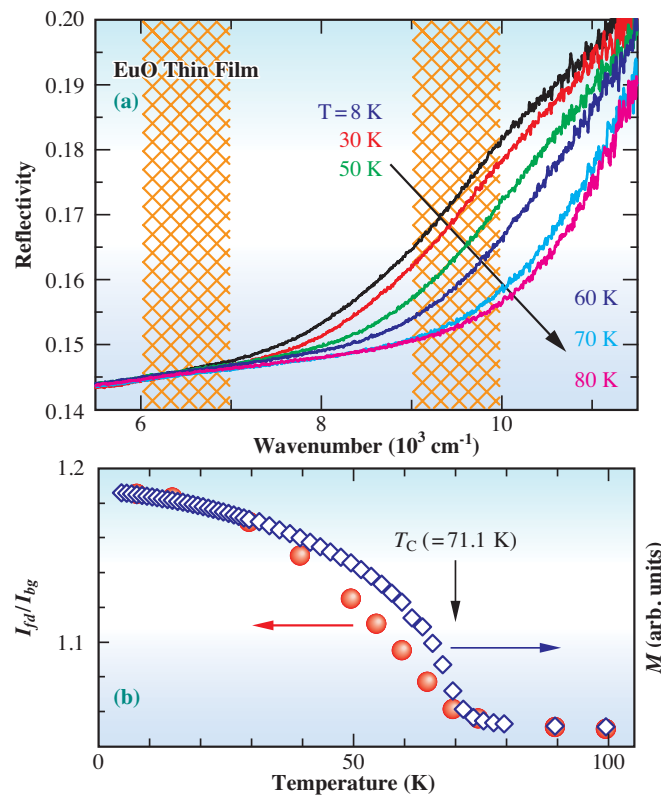 0.20
EuO Thin Film
(a)
0.19
T = 8 K
30 K
50 K
0.18
0.17
Reflectivity
0.16
60 K
70 K
0.15
80 K
0.14
6
8
10
Wavenumber (10³ cm⁻¹)
1.2
T_C (= 71.1 K)
I_fd/I_bg
M (arb. units)
1.1
(b)
0
50
100
Temperature (K)